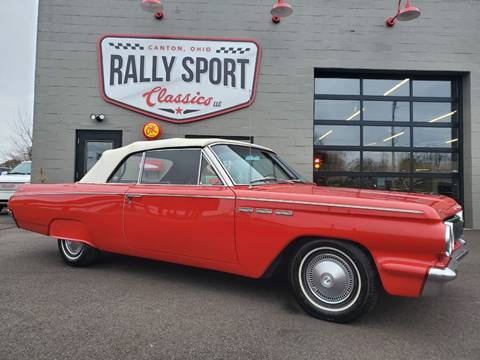 CANTON, OHIO
RALLY SPORT
Classics LLC